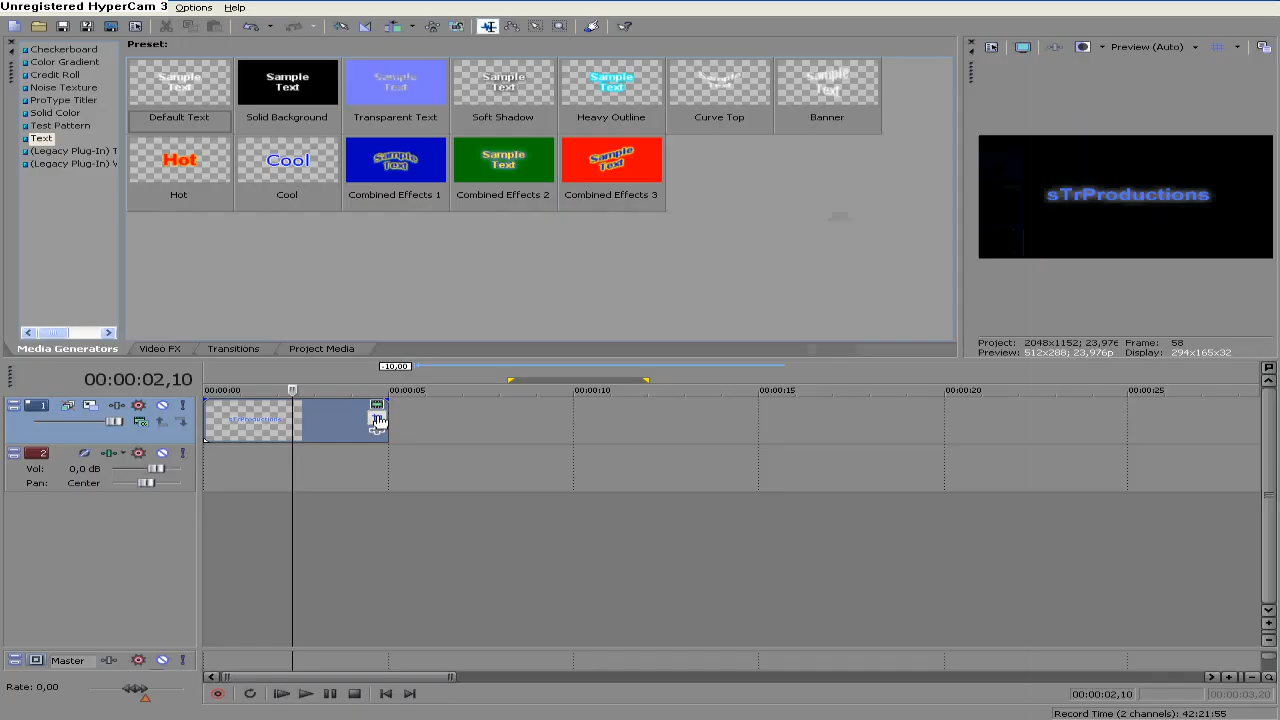 Unregistered HyperCam 3
Options Help
Preset:
Preview (Auto)
Checkerboard
Color Gradient
Credit Roll
Noise Texture
ProType Titler
Solid Color
Test Pattern
Text
(Legacy Plug-In) T
(Legacy Plug-In) V
Sample Text
Sample Text
Sample Text
Sample Text
Sample Text
Sample Text
Sample Text
Default Text
Solid Background
Transparent Text
Soft Shadow
Heavy Outline
Curve Top
Banner
Hot
Cool
Sample Text
Sample Text
Sample Text
Hot
Cool
Combined Effects 1
Combined Effects 2
Combined Effects 3
sTrProductions
Project: 2048x1152; 23,976 Frame: 58
Preview: 512x288; 23,976p Display: 294x165x32
Media Generators Video FX Transitions Project Media
-10,00
00:00:02,10
00:00:00 00:00:05 00:00:10 00:00:15 00:00:20 00:00:25
1
sTrProductions
2
Vol: 0,0 dB
Pan: Center
Master
Rate: 0,00
00:00:02,10 00:00:03,20
Record Time (2 channels): 42:21:55